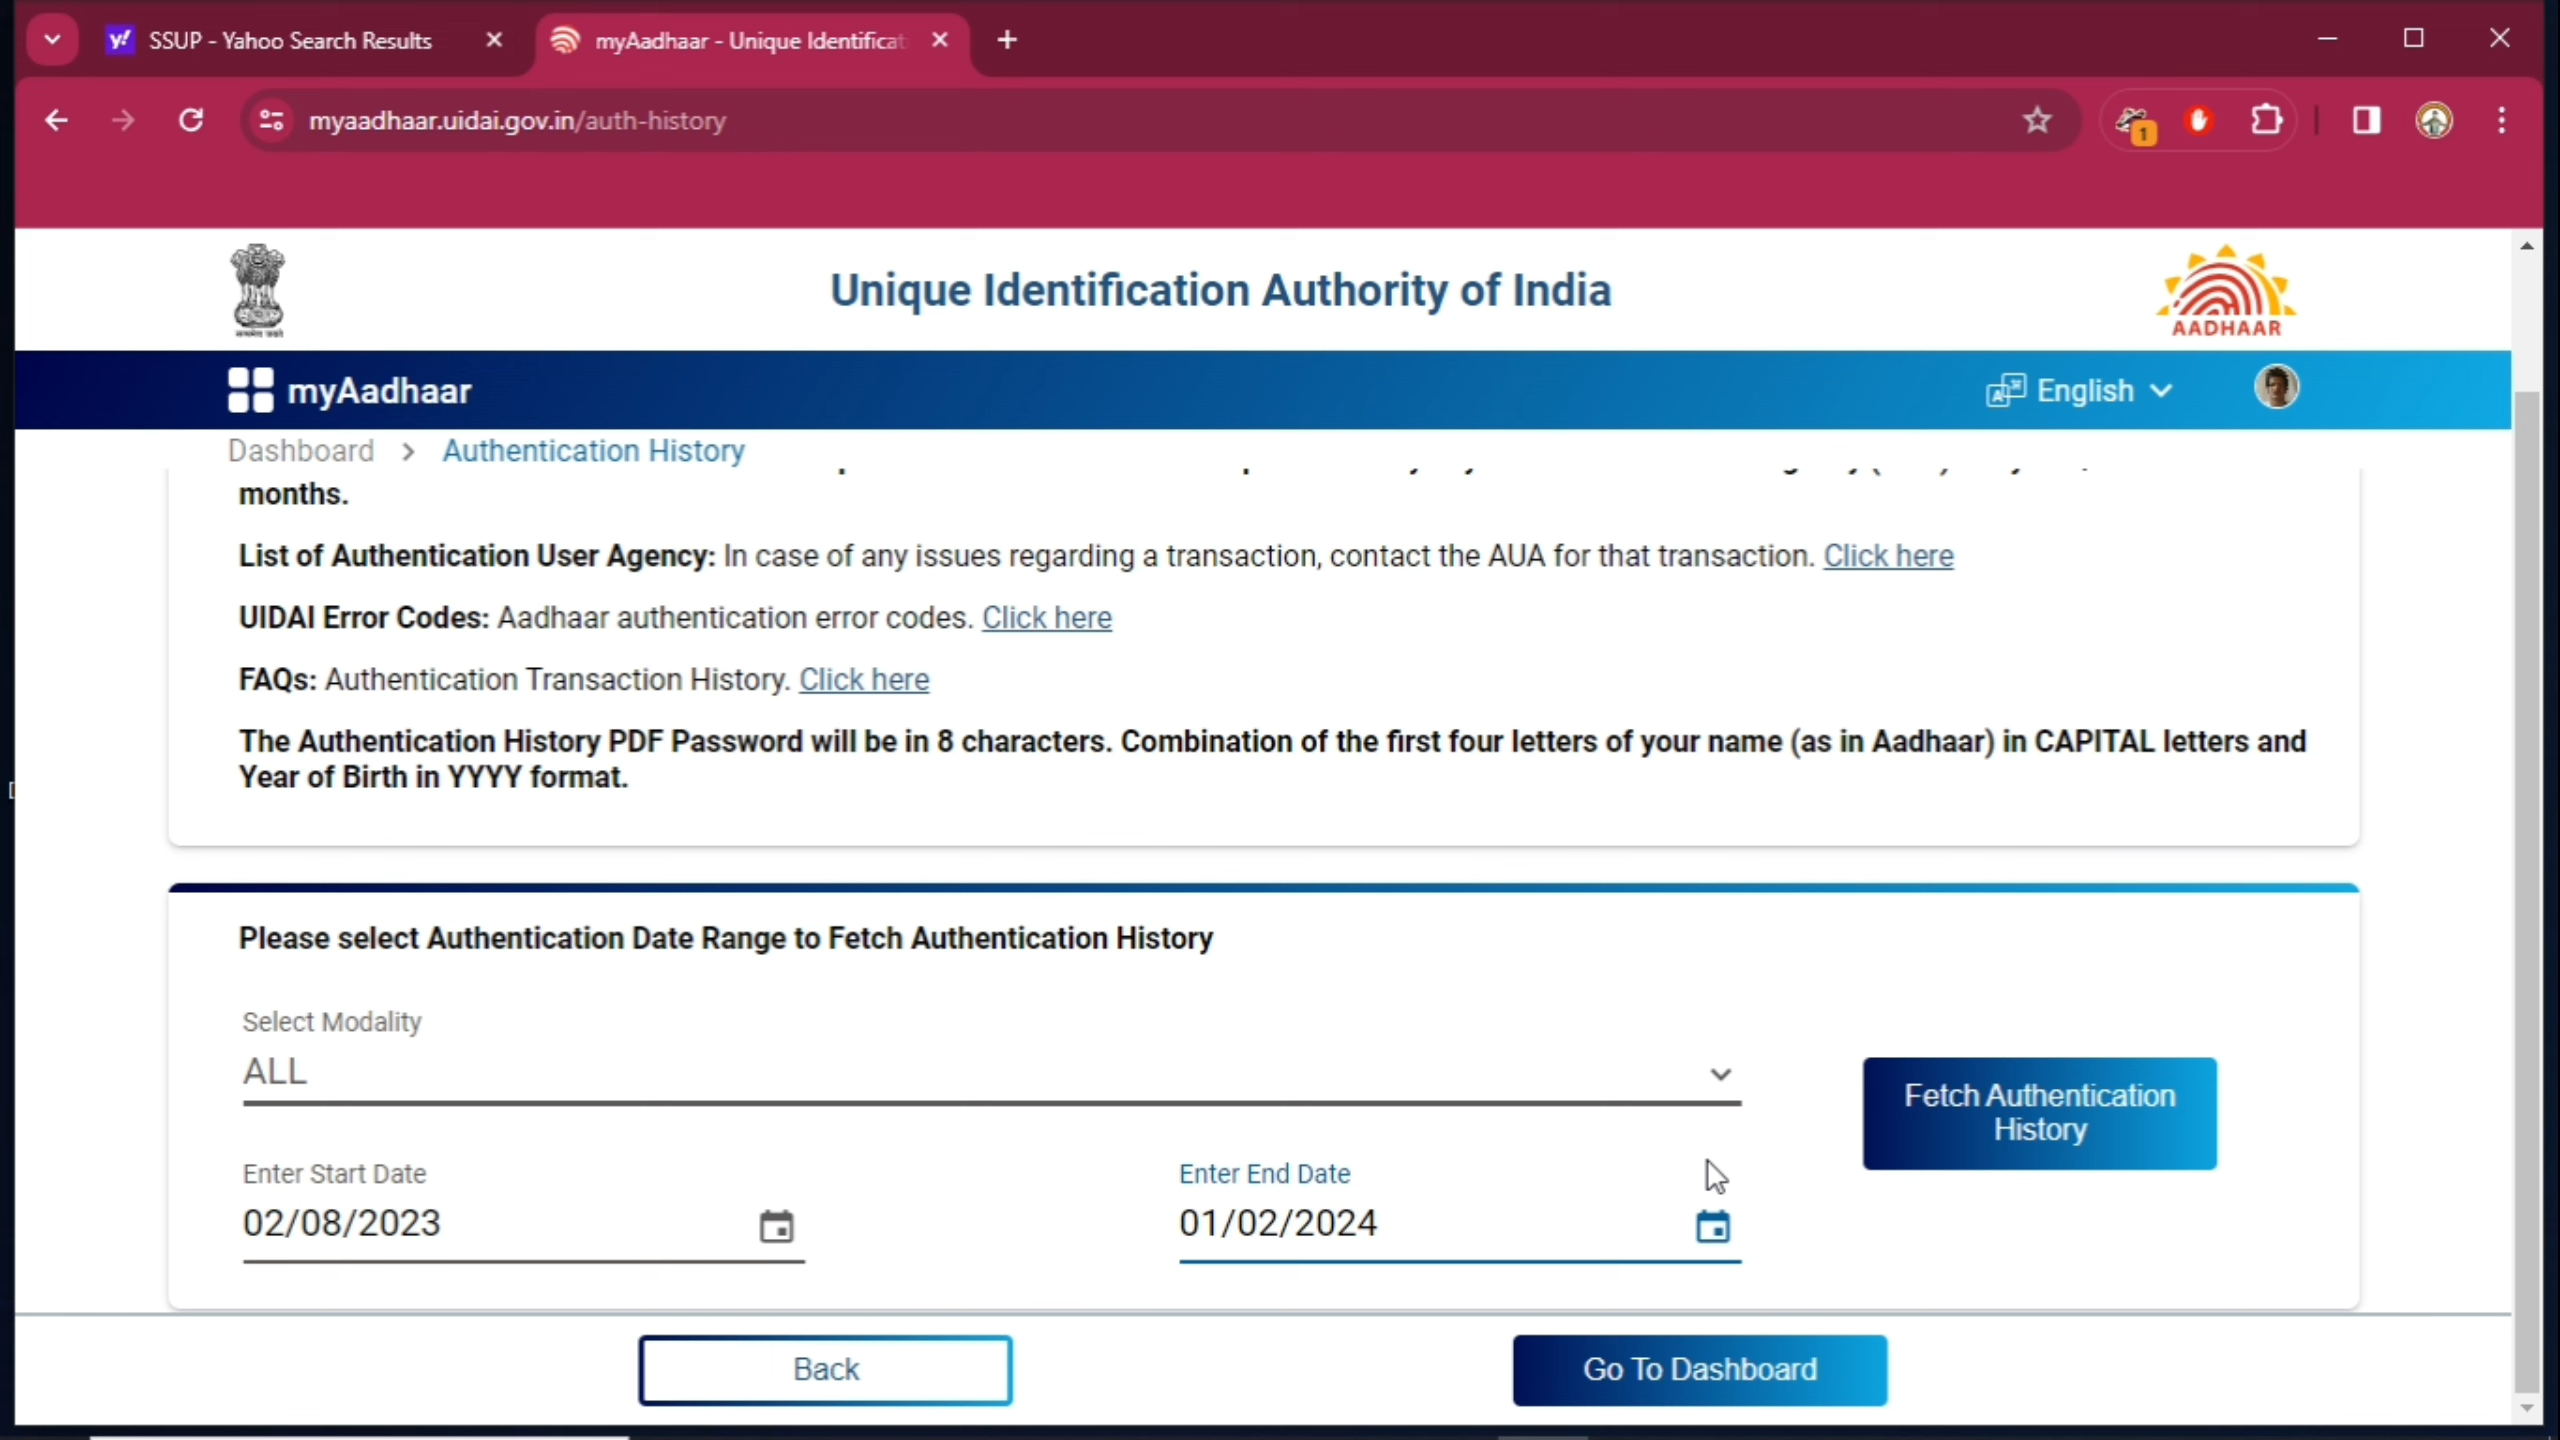 SSUP - Yahoo Search Results
myAadhaar - Unique Identificat
myaadhaar.uidai.gov.in/auth-history
1
Unique Identification Authority of India
AADHAAR
myAadhaar
English
Dashboard > Authentication History
months.
List of Authentication User Agency: In case of any issues regarding a transaction, contact the AUA for that transaction. Click here
UIDAI Error Codes: Aadhaar authentication error codes. Click here
FAQs: Authentication Transaction History. Click here
The Authentication History PDF Password will be in 8 characters. Combination of the first four letters of your name (as in Aadhaar) in CAPITAL letters and
Year of Birth in YYYY format.
Please select Authentication Date Range to Fetch Authentication History
Select Modality
ALL
Fetch Authentication
History
Enter Start Date
Enter End Date
02/08/2023
01/02/2024
Back
Go To Dashboard